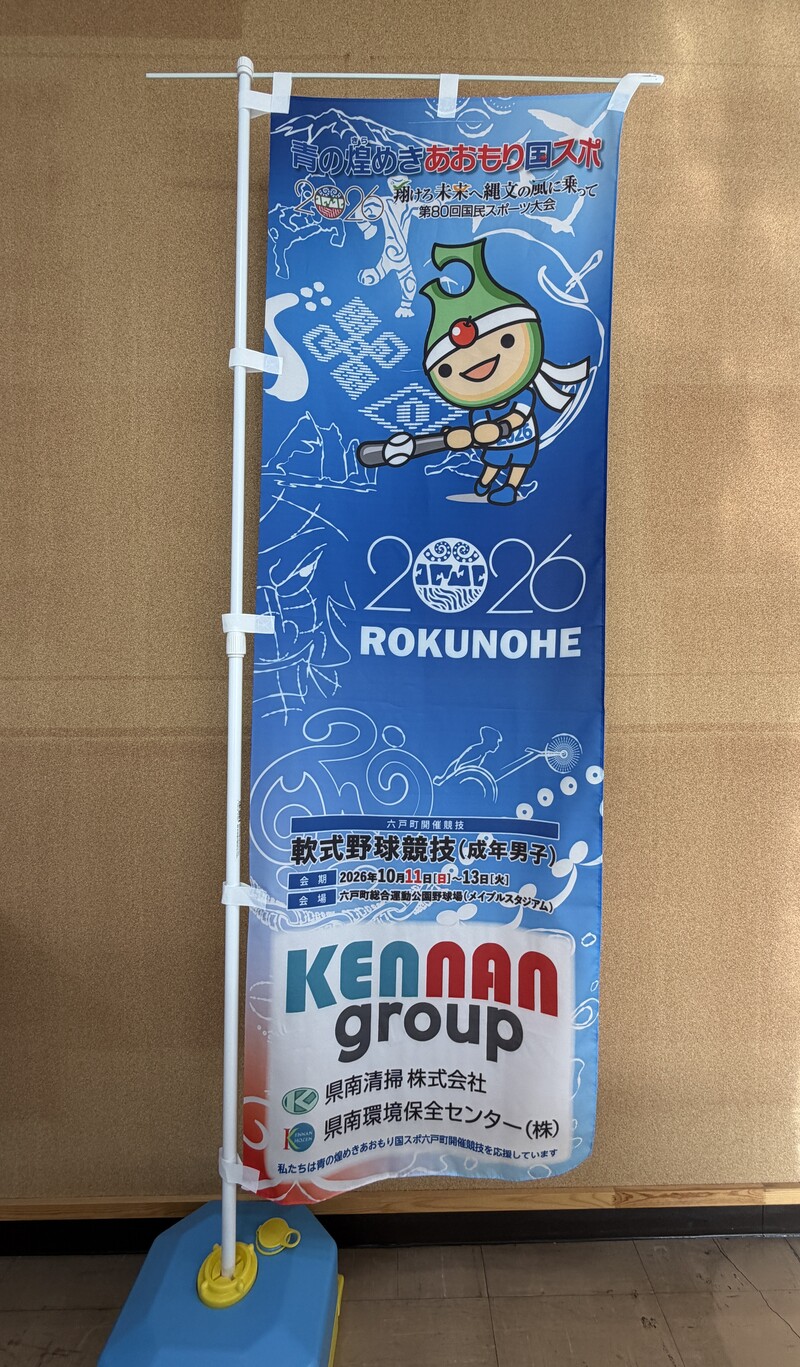 青の煌めきあおもり国スポ
きら
2026
翔けろ未来へ縄文の風に乗って
第80回国民スポーツ大会
2026
2026
ROKUNOHE
六戸町開催競技
軟式野球競技(成年男子)
会期 2026年10月11日[日]~13日[火]
会場 六戸町総合運動公園野球場(メイプルスタジアム)
KENNAN
group
県南清掃 株式会社
県南環境保全センター(株)
私たちは青の煌めきあおもり国スポ六戸町開催競技を応援しています